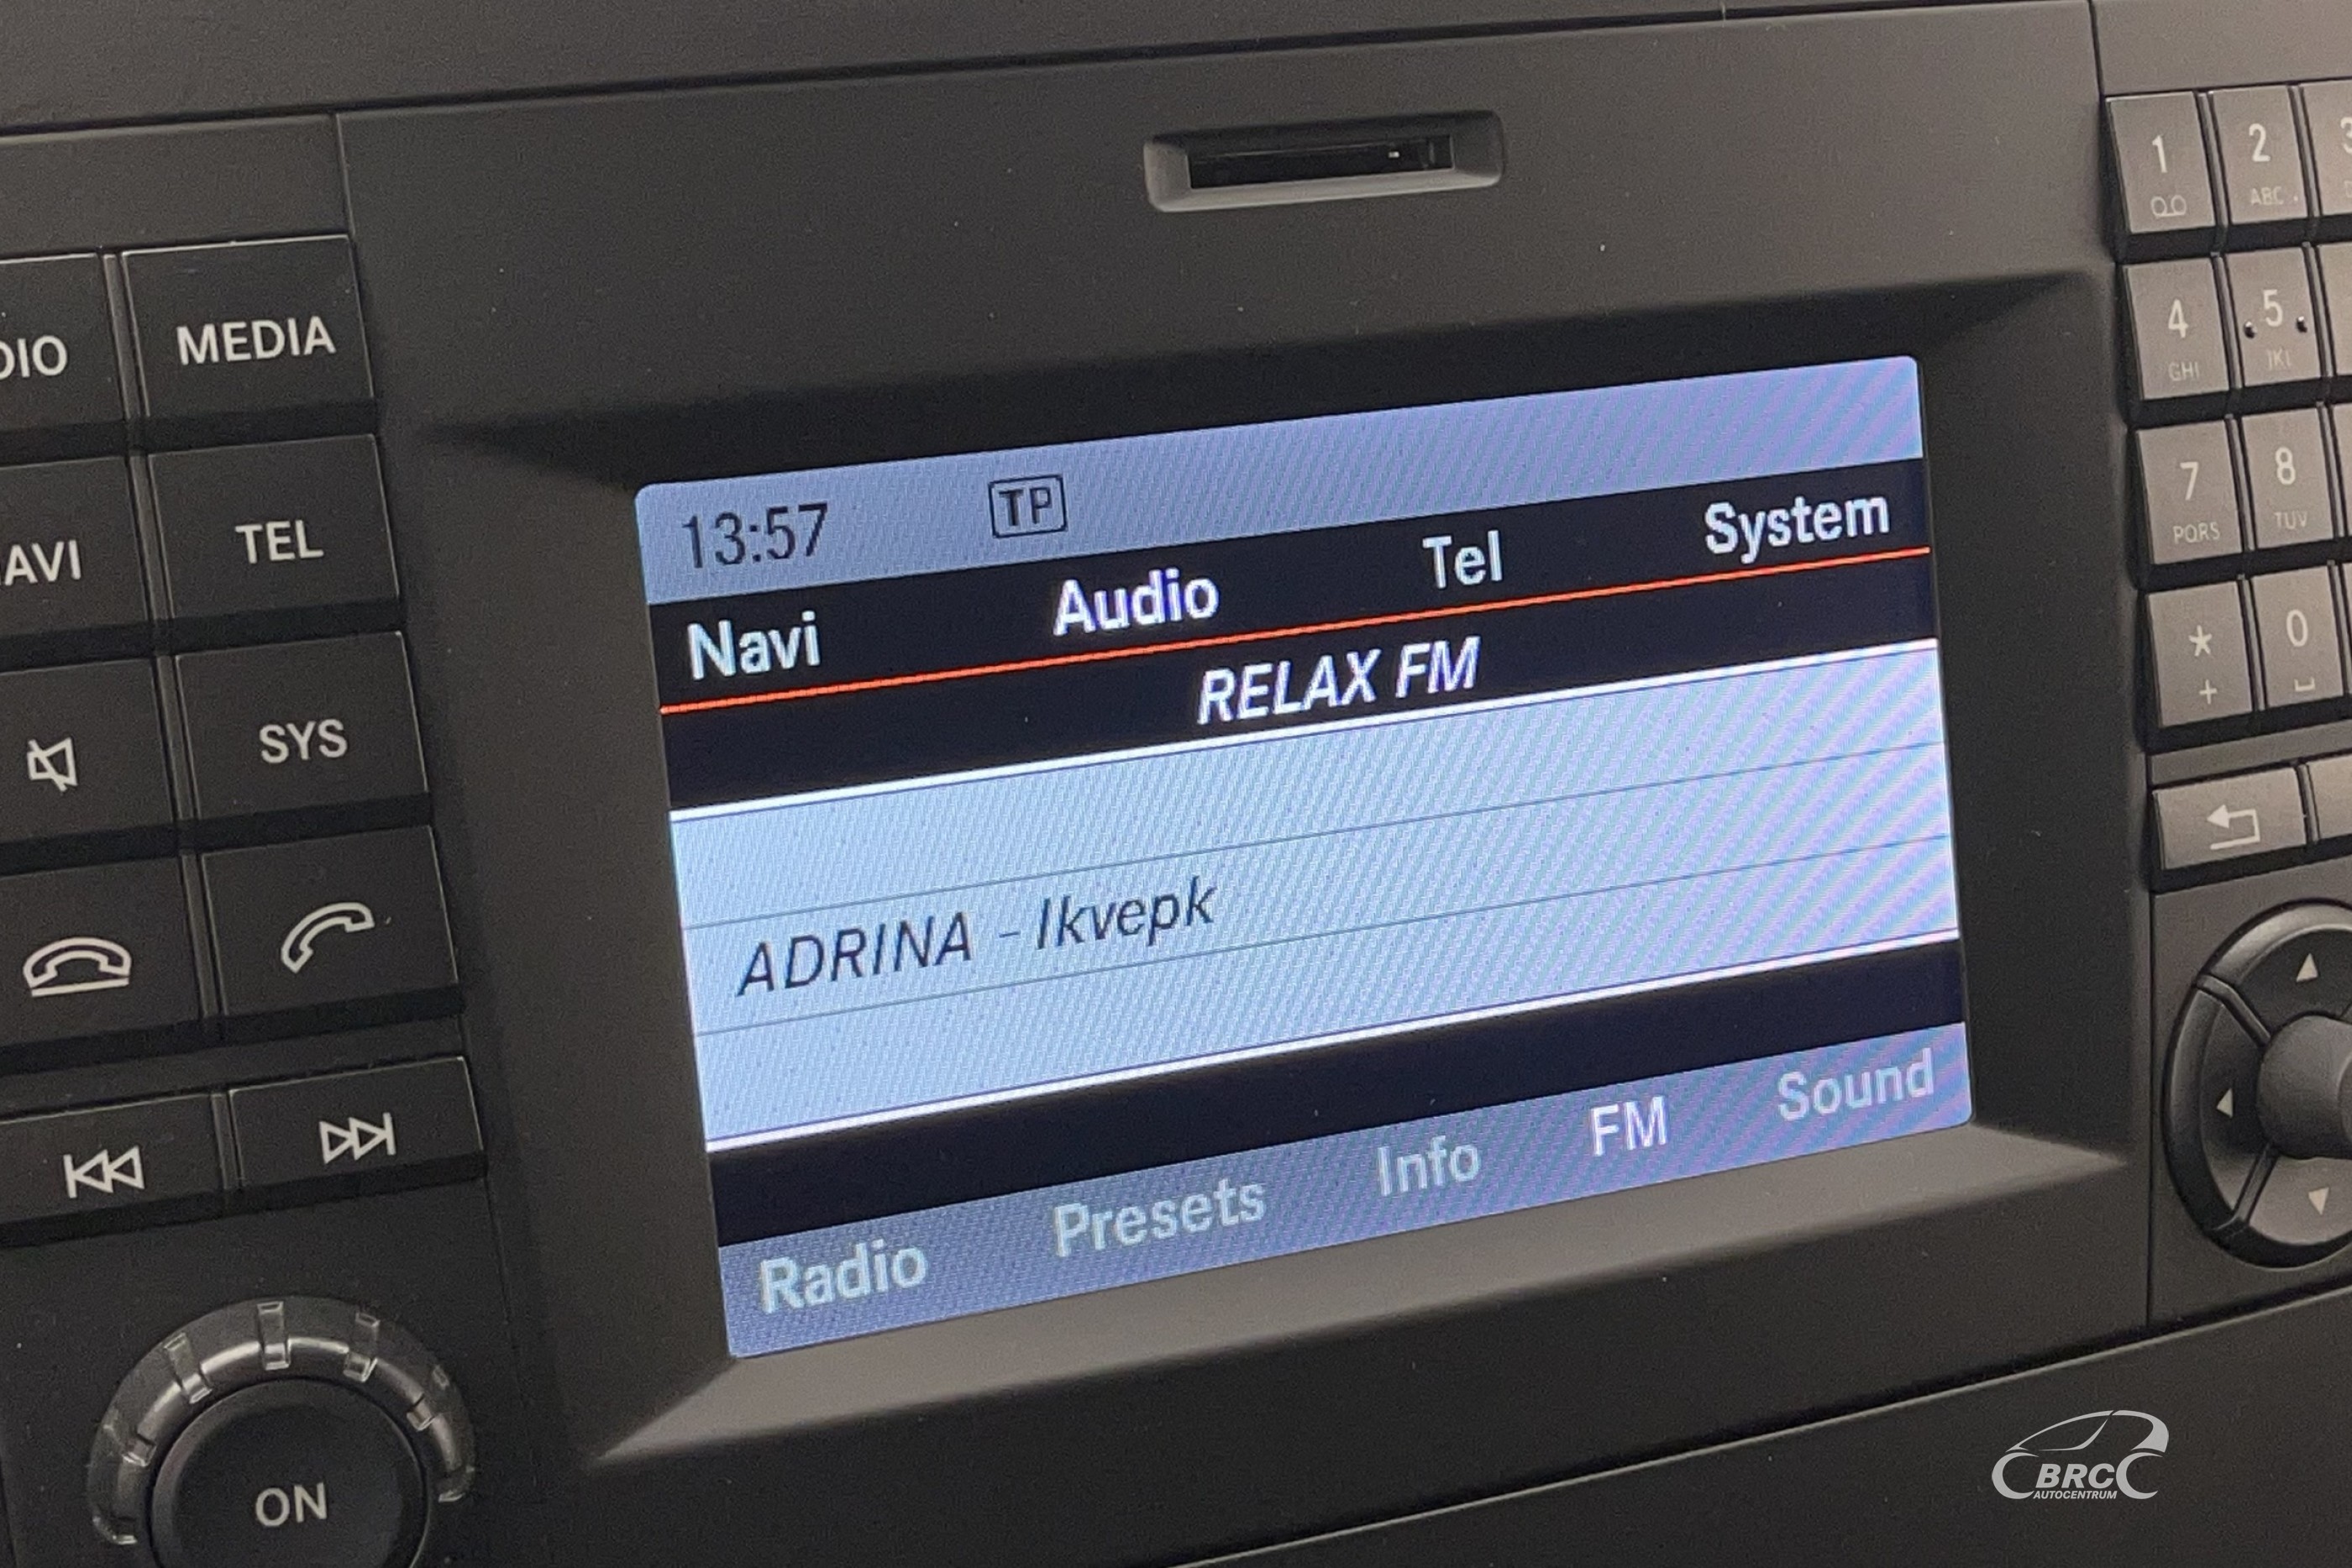 1
2
3
ABC
DIO
MEDIA
4
5
GHI
JKL
13:57
TP
AVI
TEL
7
8
PQRS
TUV
Navi
Audio
Tel
System
RELAX FM
*
0
+
SYS
ADRINA - Ikvepk
Radio
Presets
Info
FM
Sound
ON
BRC
AUTOCENTRUM